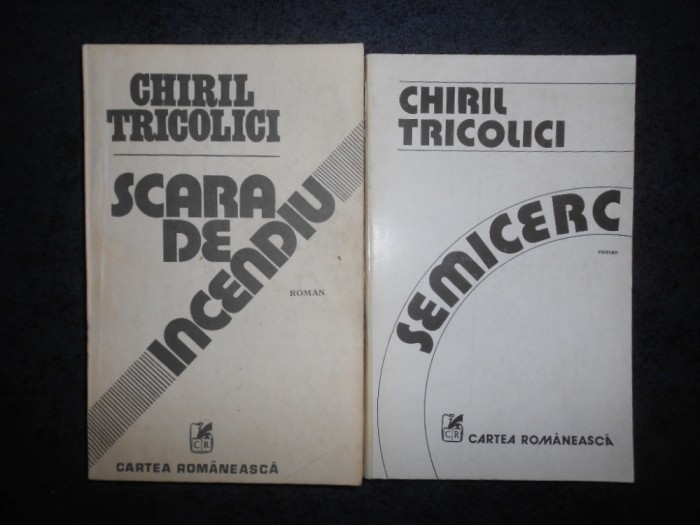 CHIRIL
TRICOLICI
SCARA
DE
INCENDIU
ROMAN
CR
CARTEA ROMÂNEASCĂ
CHIRIL
TRICOLICI
SEMICERC
roman
CR
CARTEA ROMÂNEASCĂ